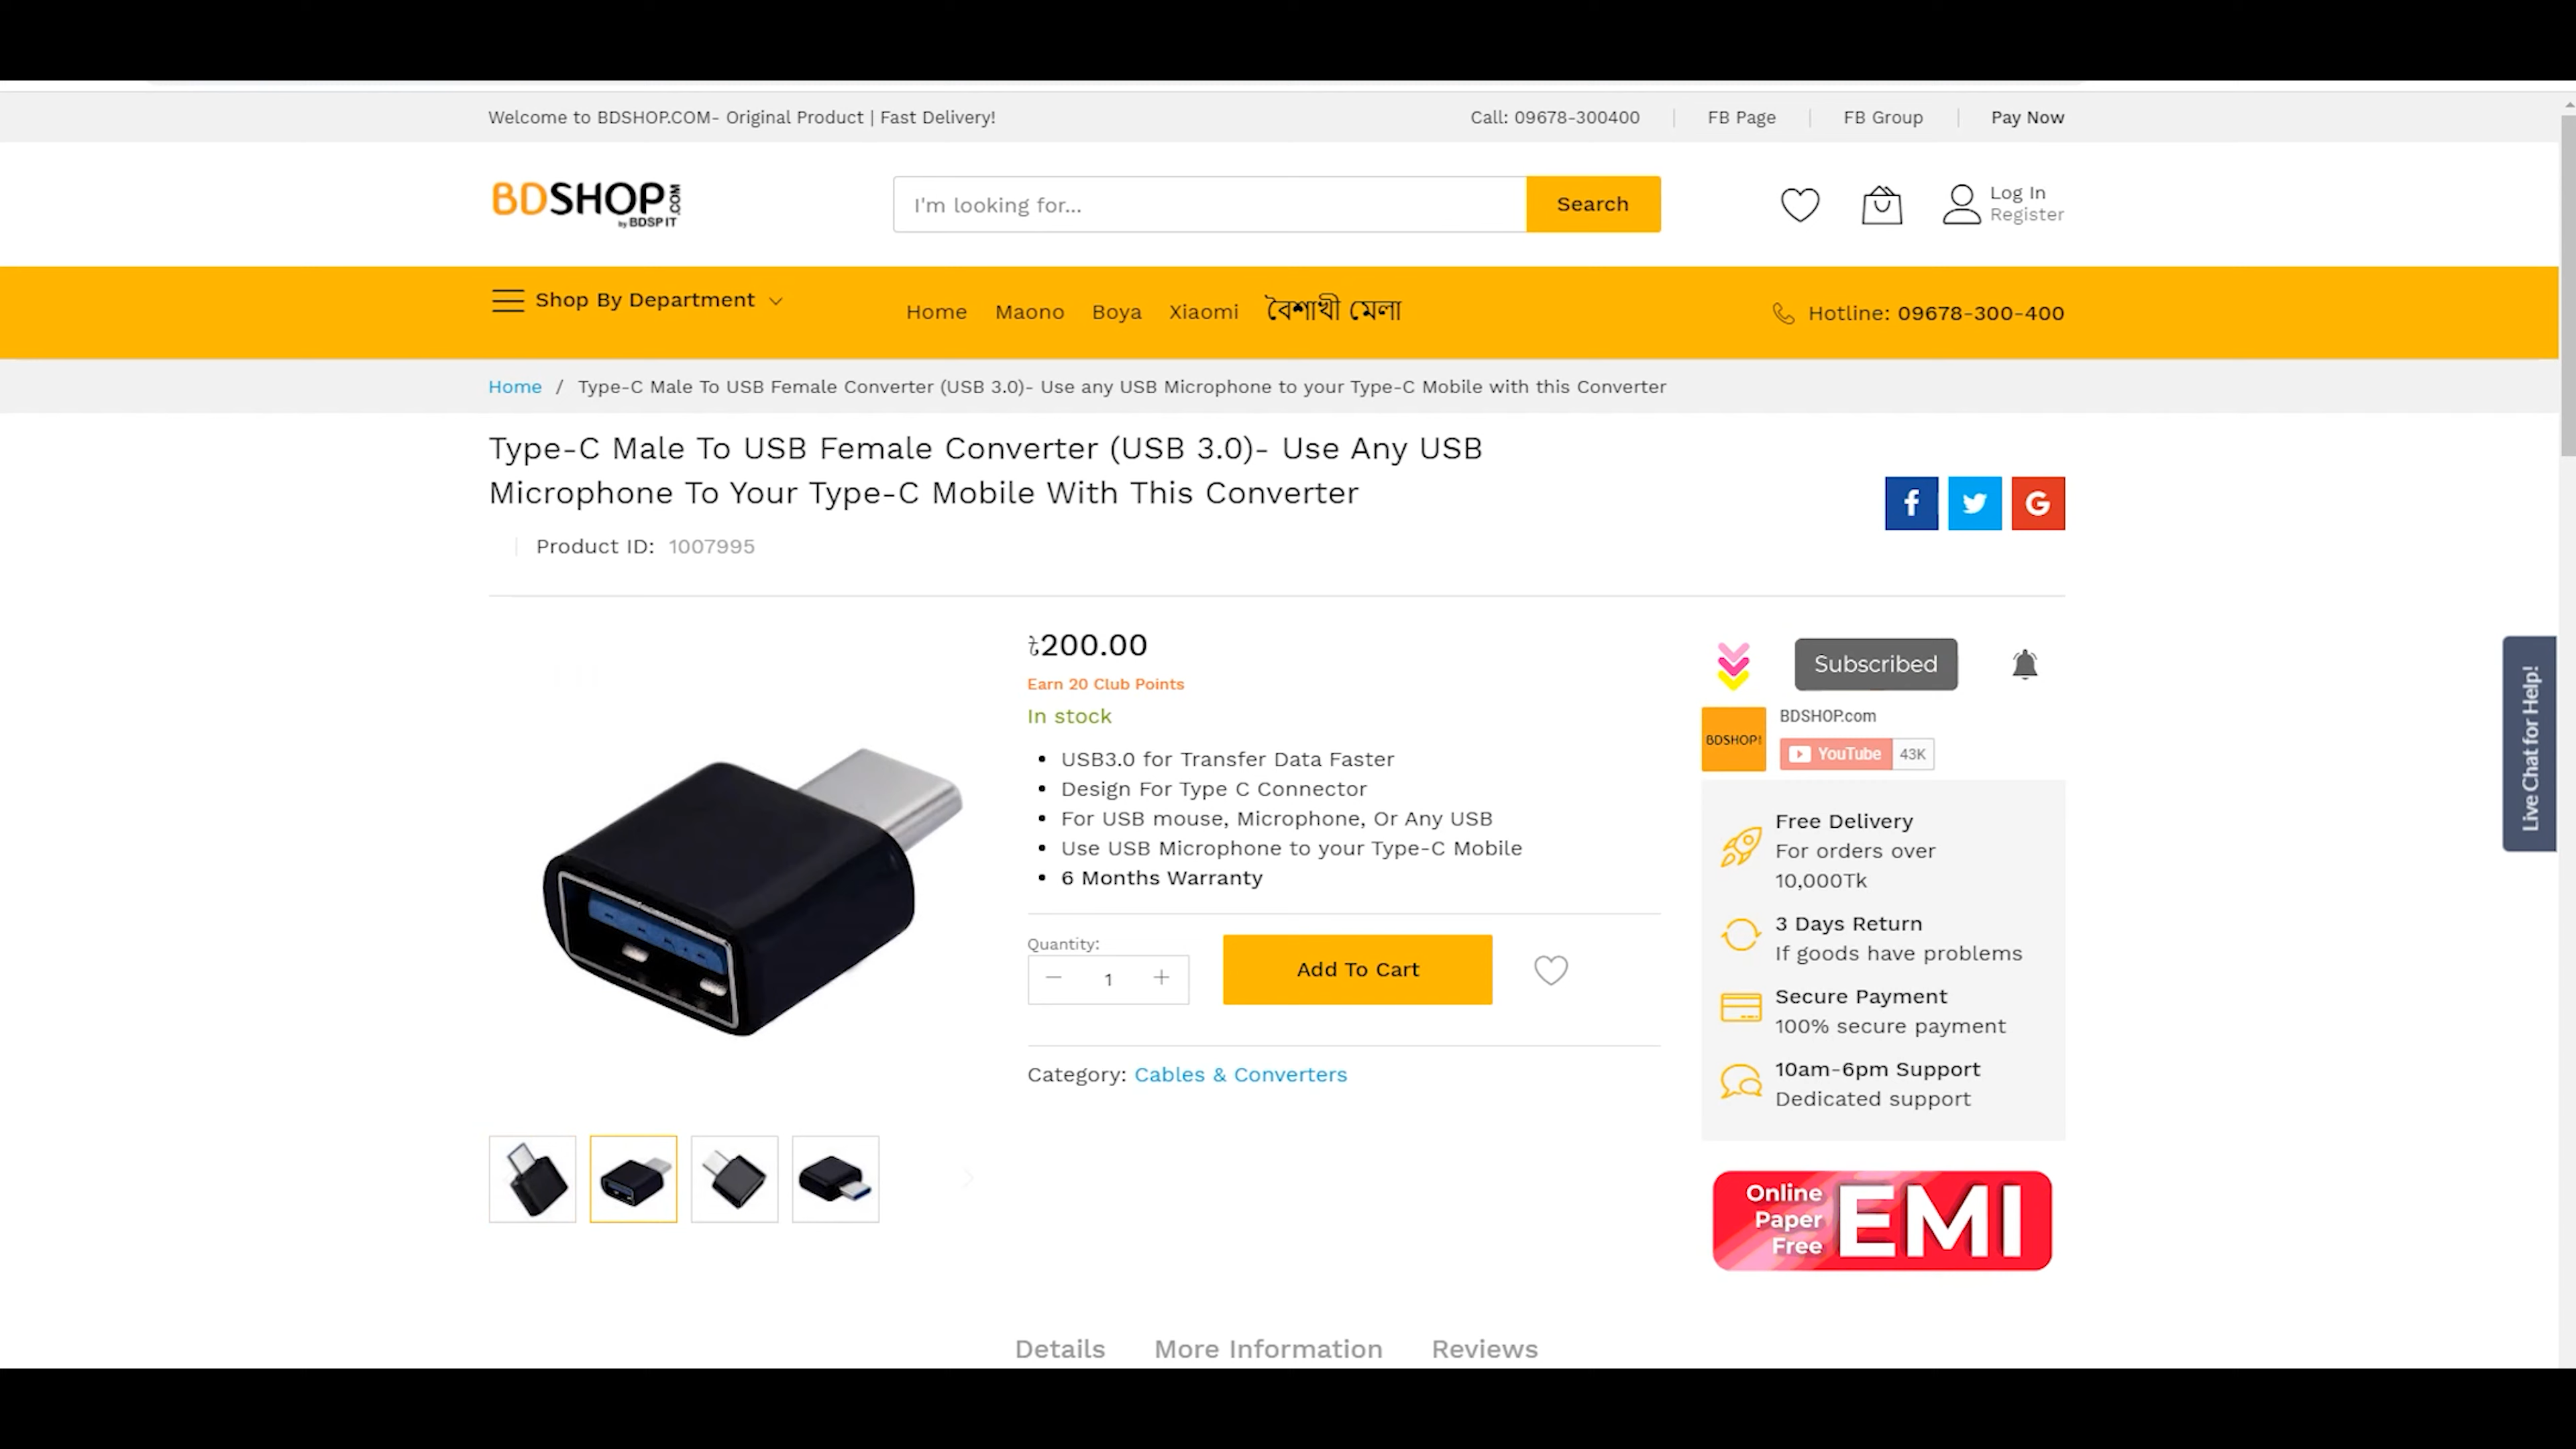 Welcome to BDSHOP.COM- Original Product | Fast Delivery!
Call: 09678-300400
FB Page
FB Group
Pay Now
BDSHOP.COM
by BDSP IT
I'm looking for...
Search
Log In
Register
Shop By Department
Home
Maono
Boya
Xiaomi
বৈশাখী মেলা
Hotline: 09678-300-400
Home / Type-C Male To USB Female Converter (USB 3.0)- Use any USB Microphone to your Type-C Mobile with this Converter
Type-C Male To USB Female Converter (USB 3.0)- Use Any USB
Microphone To Your Type-C Mobile With This Converter
Product ID: 1007995
৳200.00
Earn 20 Club Points
In stock
USB3.0 for Transfer Data Faster
Design For Type C Connector
For USB mouse, Microphone, Or Any USB
Use USB Microphone to your Type-C Mobile
6 Months Warranty
Quantity:
1
Add To Cart
Category: Cables & Converters
Subscribed
BDSHOP
BDSHOP.com
YouTube 43K
Free Delivery
For orders over
10,000Tk
3 Days Return
If goods have problems
Secure Payment
100% secure payment
10am-6pm Support
Dedicated support
Online
Paper
Free
EMI
Live Chat for Help!
Details
More Information
Reviews